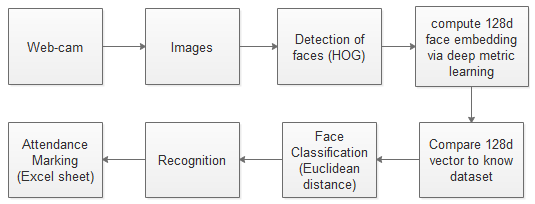 Web-cam
Images
Detection of
faces (HOG)
compute 128d
face embedding
via deep metric
learning
Compare 128d
vector to know
dataset
Face
Classification
(Euclidean
distance)
Recognition
Attendance
Marking
(Excel sheet)